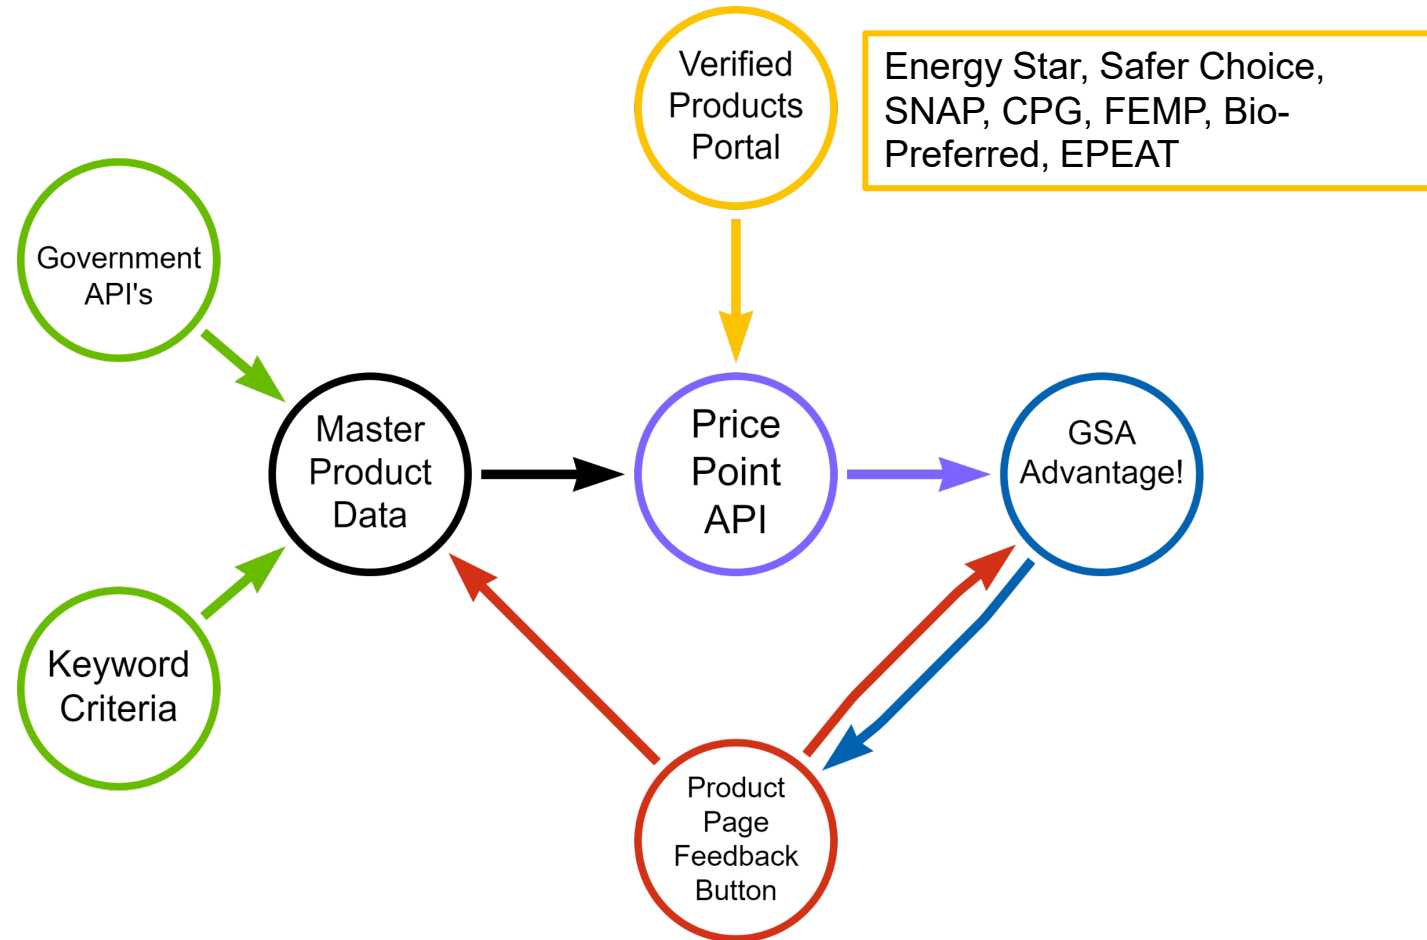 Verified
Products
Portal
Energy Star, Safer Choice,
SNAP, CPG, FEMP, Bio-
Preferred, EPEAT
Government
API's
Master
Product
Data
Price
Point
API
GSA
Advantage!
Keyword
Criteria
Product
Page
Feedback
Button